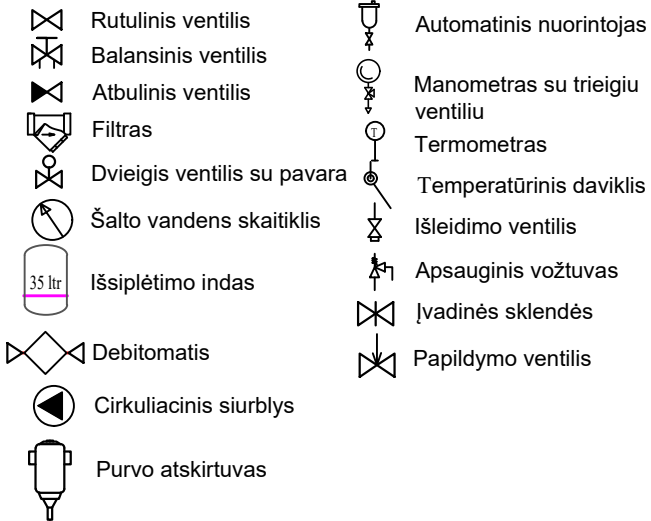 Rutulinis ventilis
Balansinis ventilis
Atbulinis ventilis
Filtras
Dvieigis ventilis su pavara
Šalto vandens skaitiklis
35 ltr
Išsiplėtimo indas
Debitomatis
Cirkuliacinis siurblys
Purvo atskirtuvas
Automatinis nuorintojas
Manometras su trieigiu
ventiliu
T
Termometras
Temperatūrinis daviklis
Išleidimo ventilis
Apsauginis vožtuvas
Įvadinės sklendės
Papildymo ventilis